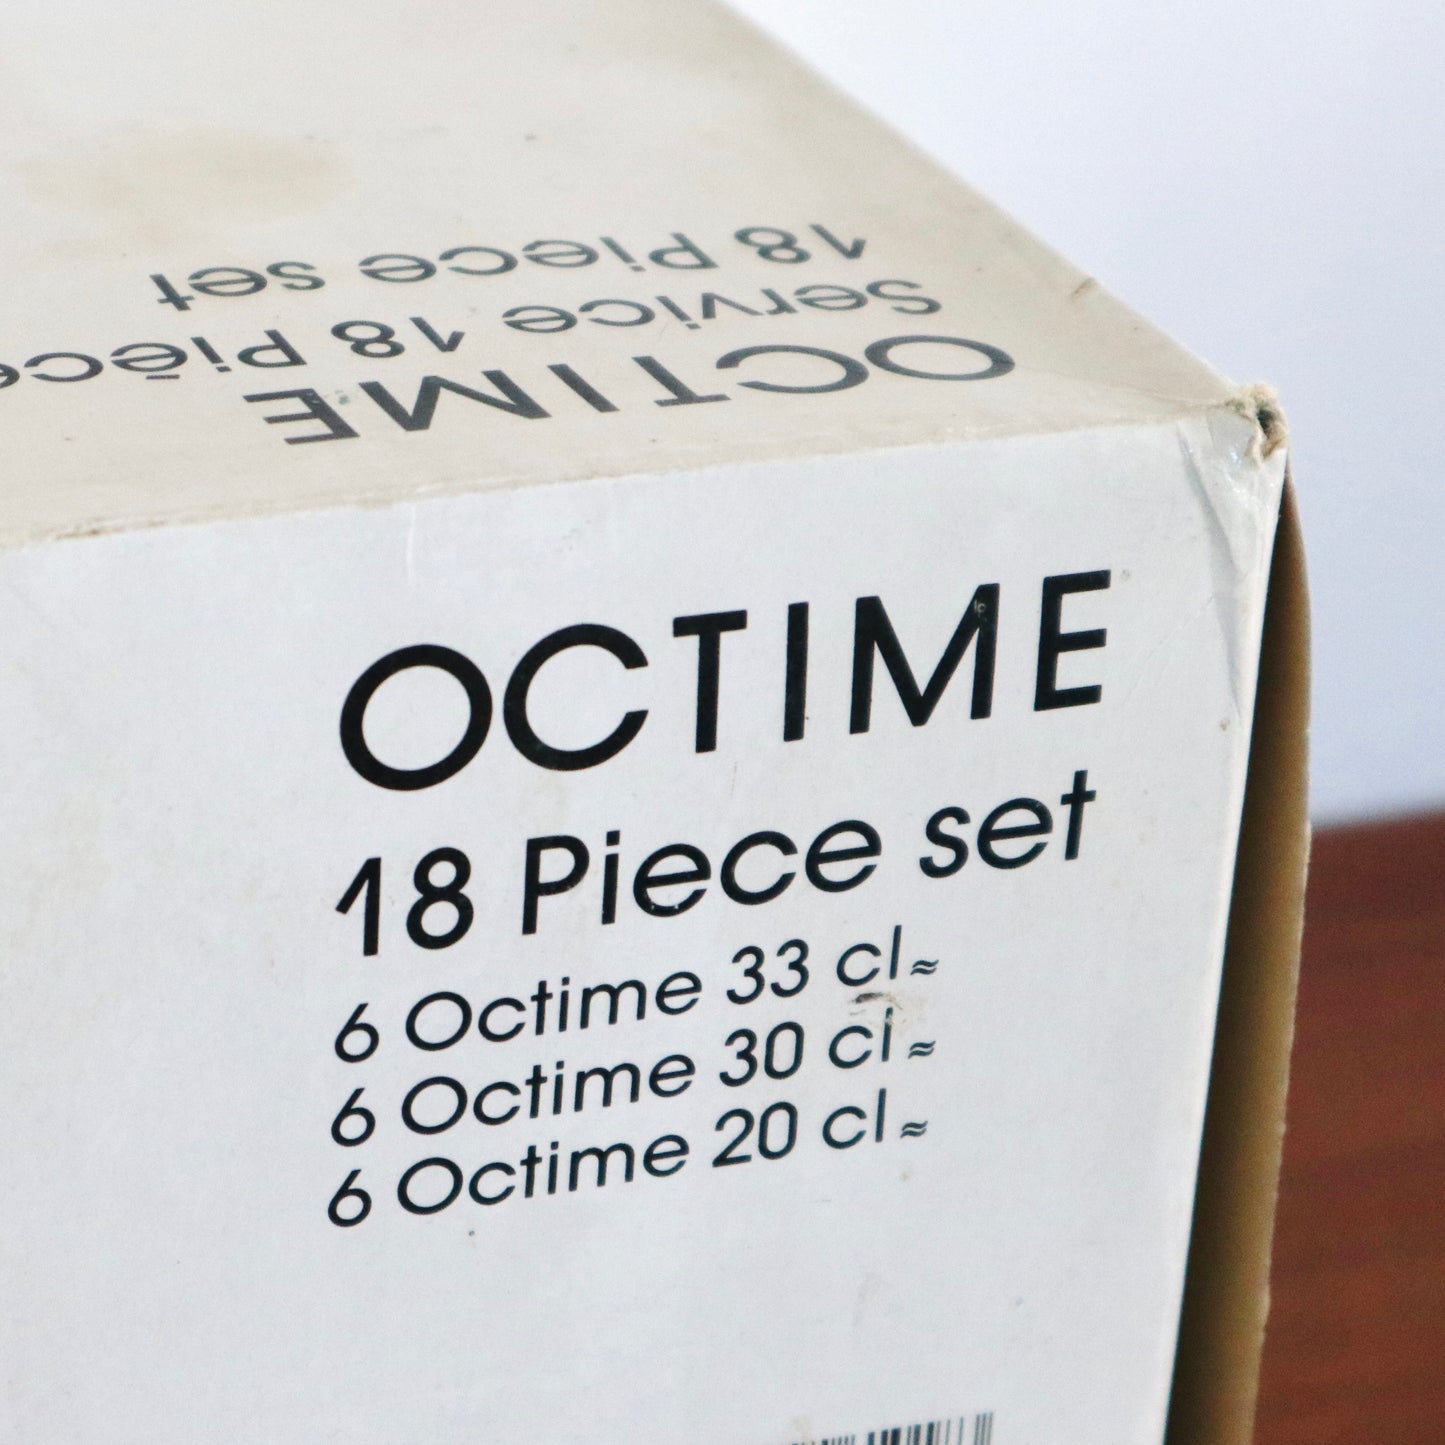 OCTIME
Service 18 Pièce
18 Piece set
OCTIME
18 Piece set
6 Octime 33 cl≈
6 Octime 30 cl≈
6 Octime 20 cl≈